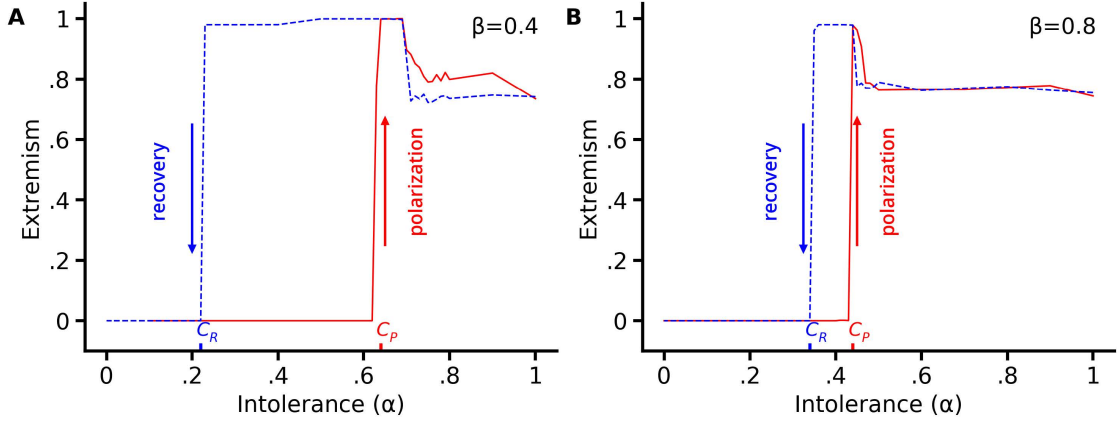 A
β=0.4
1
.8
.6
.4
.2
0
Extremism
recovery
polarization
C_R
C_P
0
.2
.4
.6
.8
1
Intolerance (α)
B
β=0.8
1
.8
.6
.4
.2
0
Extremism
recovery
polarization
C_R
C_P
0
.2
.4
.6
.8
1
Intolerance (α)